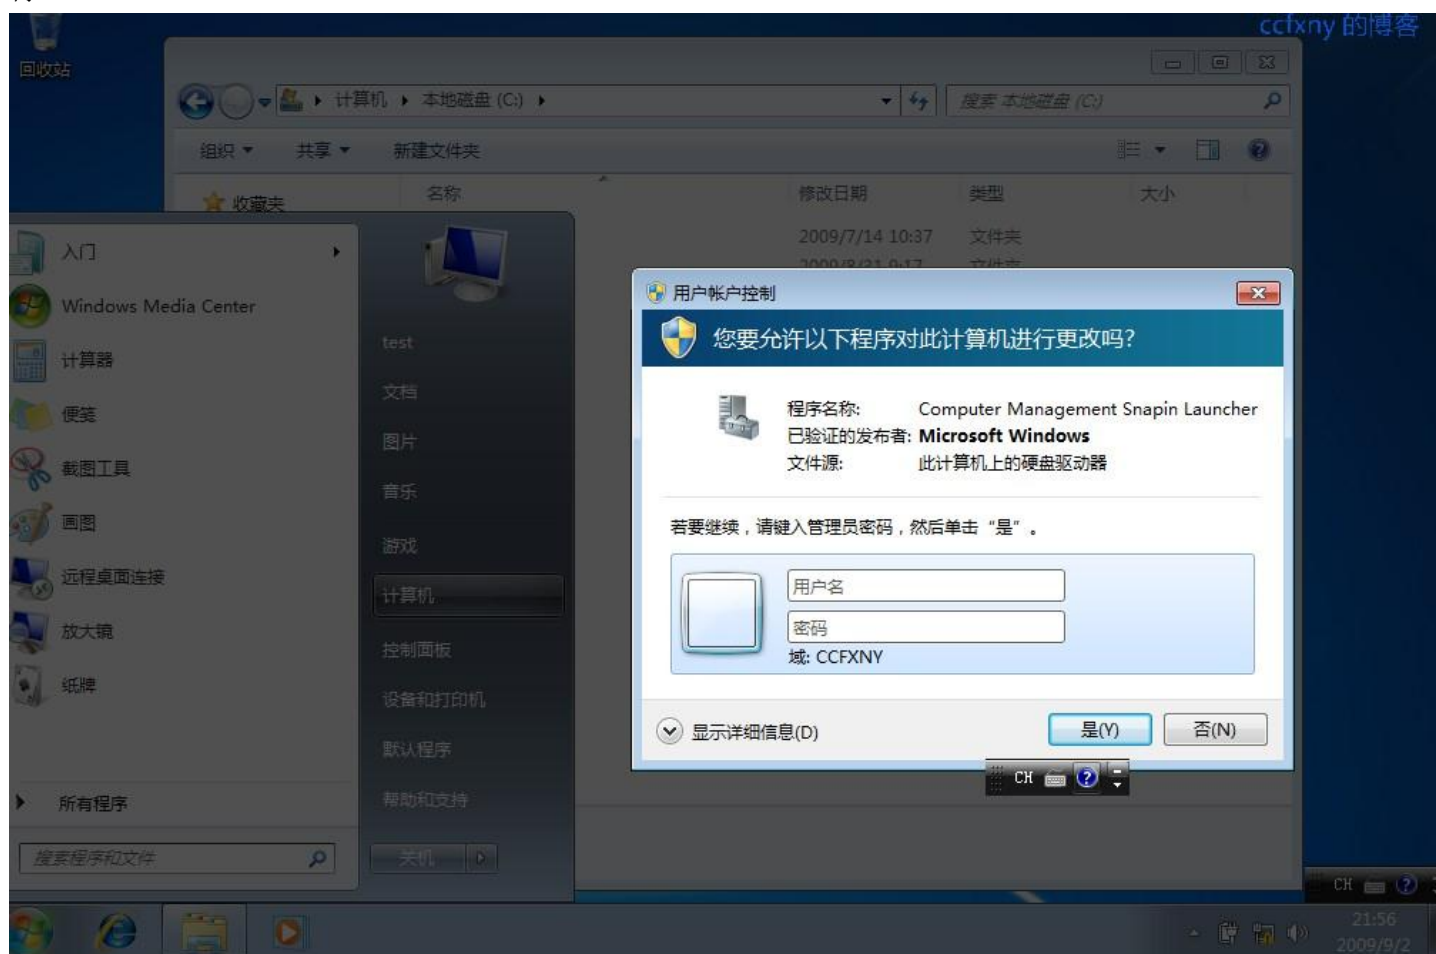 ccfxny 的博客
回收站
计算机 本地磁盘 (C:)
搜索 本地磁盘 (C:)
组织 共享 新建文件夹
收藏夹
名称 修改日期 类型 大小
2009/7/14 10:37 文件夹
2009/8/31 9:17 文件夹
入门
Windows Media Center
计算器
便笺
截图工具
画图
远程桌面连接
放大镜
纸牌
所有程序
搜索程序和文件
test
文档
图片
音乐
游戏
计算机
控制面板
设备和打印机
默认程序
帮助和支持
关机
用户帐户控制
您要允许以下程序对此计算机进行更改吗?
程序名称: Computer Management Snapin Launcher
已验证的发布者: Microsoft Windows
文件源: 此计算机上的硬盘驱动器
若要继续，请键入管理员密码，然后单击“是”。
用户名
密码
域: CCFXNY
显示详细信息(D)
是(Y) 否(N)
CH
CH
21:56
2009/9/2